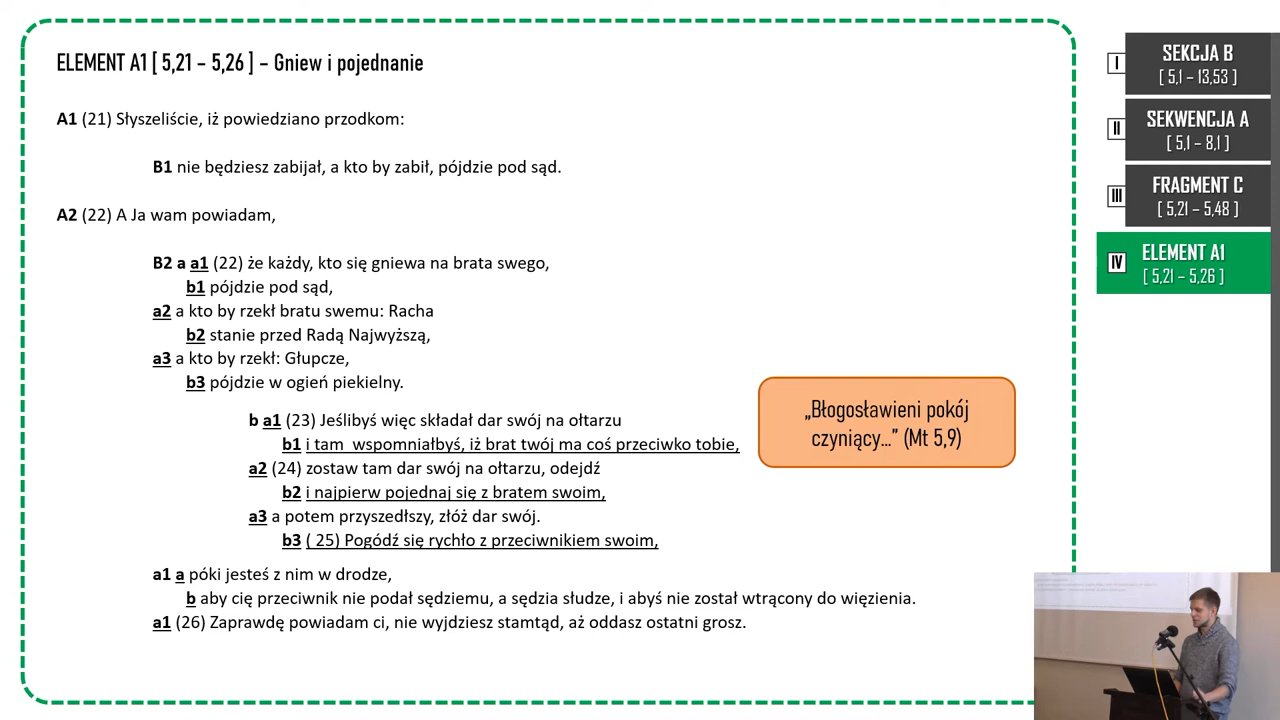 ELEMENT A1 [ 5,21 – 5,26 ] – Gniew i pojednanie
A1 (21) Słyszeliście, iż powiedziano przodkom:
B1 nie będziesz zabijał, a kto by zabił, pójdzie pod sąd.
A2 (22) A Ja wam powiadam,
B2 a a1 (22) że każdy, kto się gniewa na brata swego,
b1 pójdzie pod sąd,
a2 a kto by rzekł bratu swemu: Racha
b2 stanie przed Radą Najwyższą,
a3 a kto by rzekł: Głupcze,
b3 pójdzie w ogień piekielny.
b a1 (23) Jeślibyś więc składał dar swój na ołtarzu
b1 i tam wspomniałbyś, iż brat twój ma coś przeciwko tobie,
a2 (24) zostaw tam dar swój na ołtarzu, odejdź
b2 i najpierw pojednaj się z bratem swoim,
a3 a potem przyszedłszy, złóż dar swój.
b3 ( 25) Pogódź się rychło z przeciwnikiem swoim,
a1 a póki jesteś z nim w drodze,
b aby cię przeciwnik nie podał sędziemu, a sędzia słudze, i abyś nie został wtrącony do więzienia.
a1 (26) Zaprawdę powiadam ci, nie wyjdziesz stamtąd, aż oddasz ostatni grosz.
„Błogosławieni pokój
czyniący…” (Mt 5,9)
I SEKCJA B
[ 5,1 – 13,53 ]
II SEKWENCJA A
[ 5,1 – 8,1 ]
III FRAGMENT C
[ 5,21 – 5,48 ]
IV ELEMENT A1
[ 5,21 – 5,26 ]